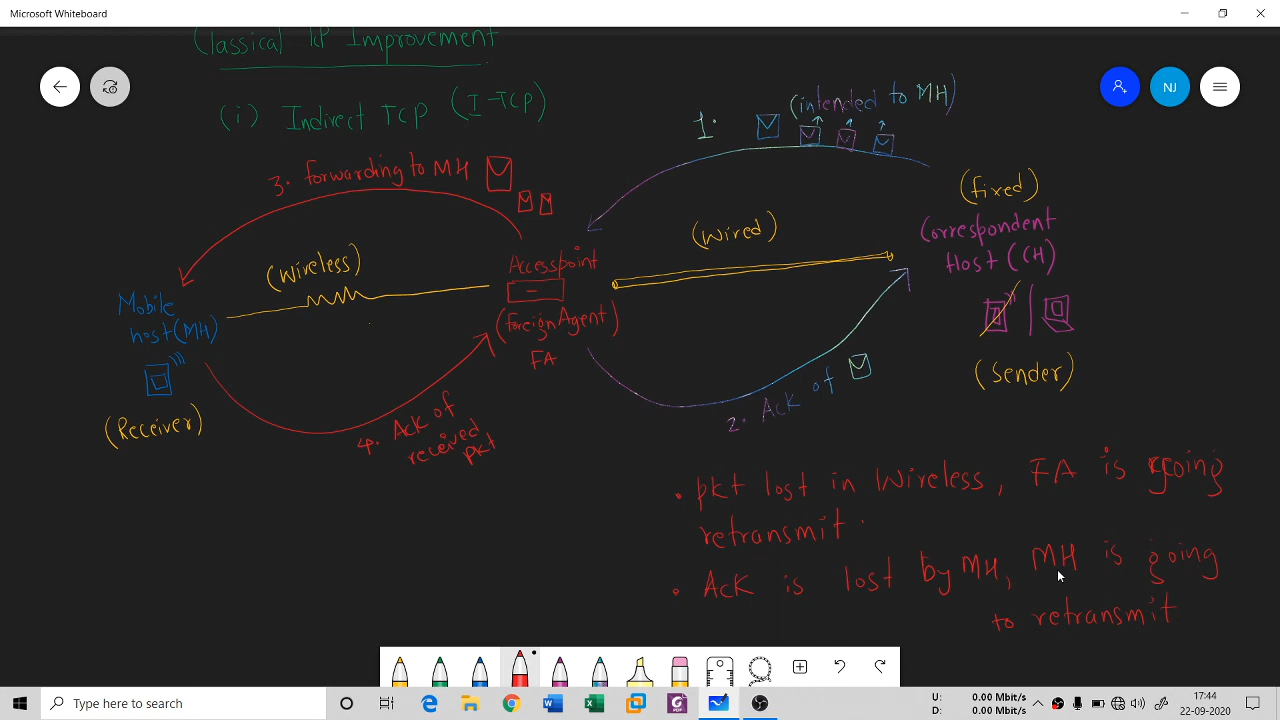 Microsoft Whiteboard
Classical TCP Improvement
(i) Indirect TCP (I-TCP)
1.
(intended to MH)
3. forwarding to MH
(fixed)
(Wired)
Correspondent
Host (CH)
(Wireless)
Accesspoint
Mobile
host (MH)
(foreign Agent)
FA
(Sender)
2. Ack of
(Receiver)
4. Ack of
received
pkt
• pkt lost in Wireless, FA is going
retransmit.
• Ack is lost by MH, MH is going
to retransmit
NJ
Type here to search
U: 0.00 Mbit/s
D: 0.00 Mbit/s
17:44
22-09-2020